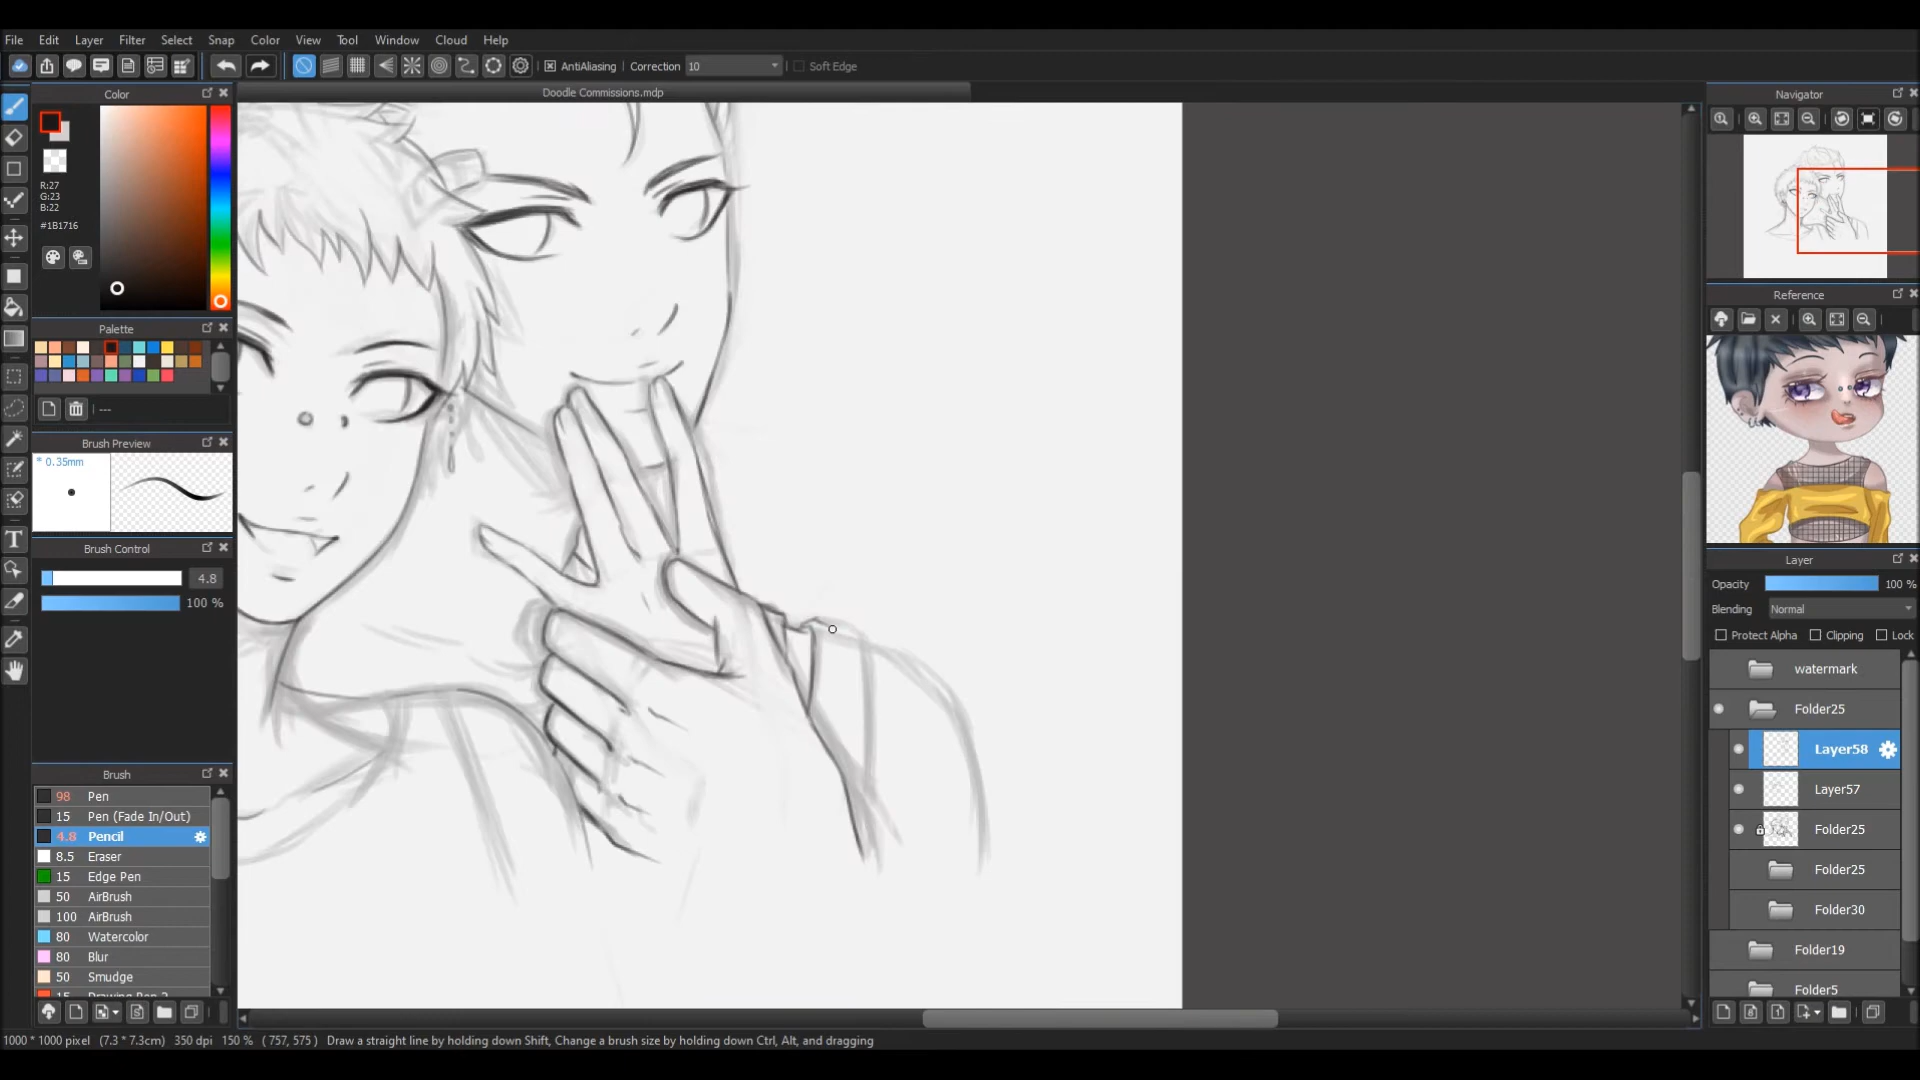 File Edit Layer Filter Select Snap Color View Tool Window Cloud Help
AntiAliasing Correction 10 Soft Edge
Color
Doodle Commissions.mdp
Navigator
R:27
G:23
B:22
#1B1716
Palette
---
Brush Preview
* 0.35mm
Brush Control
4.8
100 %
Brush
98 Pen
15 Pen (Fade In/Out)
4.8 Pencil
8.5 Eraser
15 Edge Pen
50 AirBrush
100 AirBrush
80 Watercolor
80 Blur
50 Smudge
15 Drawing Pen 2
Reference
Layer
Opacity 100 %
Blending Normal
Protect Alpha Clipping Lock
watermark
Folder25
Layer58
Layer57
Folder25
Folder25
Folder30
Folder19
Folder5
1000 * 1000 pixel (7.3 * 7.3cm) 350 dpi 150 % ( 757, 575 ) Draw a straight line by holding down Shift, Change a brush size by holding down Ctrl, Alt, and dragging